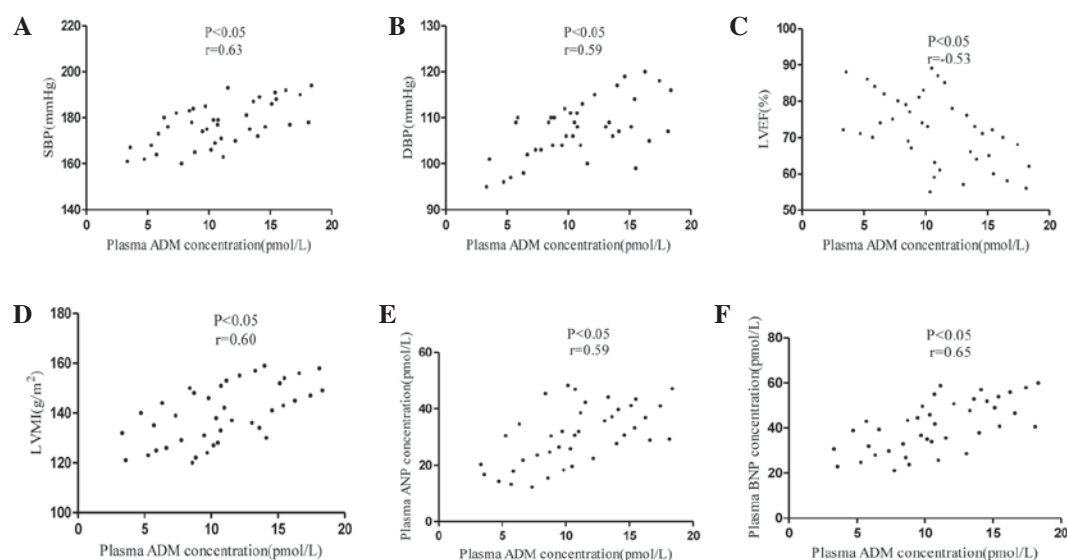 A
P<0.05
r=0.63
SBP(mmHg)
220
200
180
160
140
0 5 10 15 20
Plasma ADM concentration(pmol/L)
B
P<0.05
r=0.59
DBP(mmHg)
130
120
110
100
90
0 5 10 15 20
Plasma ADM concentration(pmol/L)
C
P<0.05
r=-0.53
LVEF(%)
100
90
80
70
60
50
0 5 10 15 20
Plasma ADM concentration(pmol/L)
D
P<0.05
r=0.60
LVMI(g/m²)
180
160
140
120
100
0 5 10 15 20
Plasma ADM concentration(pmol/L)
E
P<0.05
r=0.59
Plasma ANP concentration(pmol/L)
60
40
20
0
0 5 10 15 20
Plasma ADM concentration(pmol/L)
F
P<0.05
r=0.65
Plasma BNP concentration(pmol/L)
80
60
40
20
0
0 5 10 15 20
Plasma ADM concentration(pmol/L)